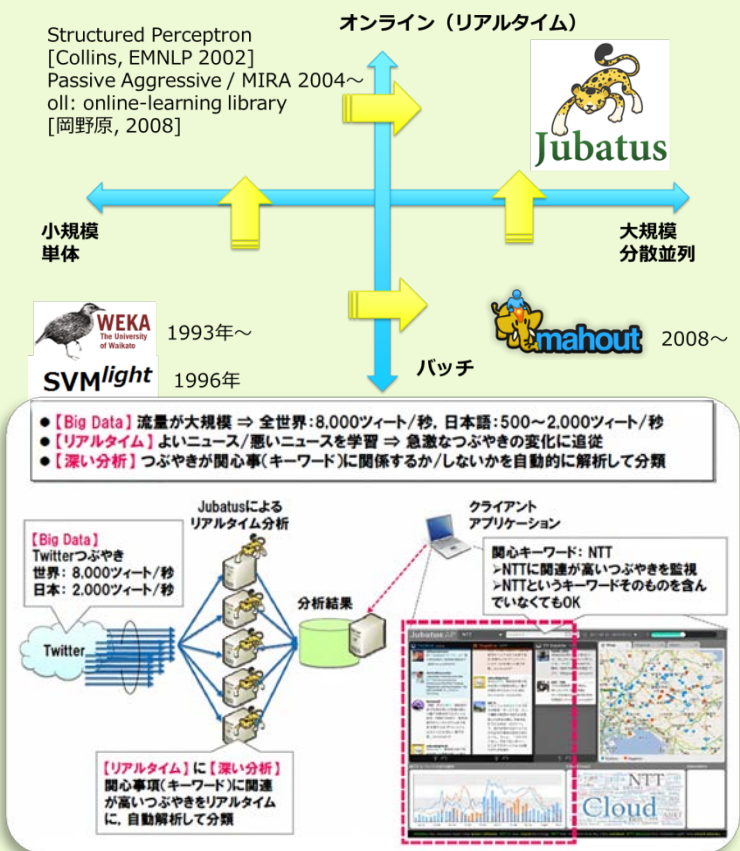 オンライン（リアルタイム）
Structured Perceptron
[Collins, EMNLP 2002]
Passive Aggressive / MIRA 2004～
oll: online-learning library
[岡野原, 2008]
Jubatus
小規模
単体
大規模
分散並列
WEKA
The University
of Waikato
1993年～
SVMlight
1996年
mahout
2008～
バッチ
●【Big Data】流量が大規模 ⇒ 全世界：8,000ツィート/秒, 日本語：500～2,000ツィート/秒
●【リアルタイム】よいニュース/悪いニュースを学習 ⇒ 急激なつぶやきの変化に追従
●【深い分析】つぶやきが関心事（キーワード）に関係するか/しないかを自動的に解析して分類
Jubatusによる
リアルタイム分析
クライアント
アプリケーション
【Big Data】
Twitterつぶやき
世界： 8,000ツィート/秒
日本： 2,000ツィート/秒
関心キーワード： NTT
➢NTTに関連が高いつぶやきを監視
➢NTTというキーワードそのものを含ん
でいなくてもOK
分析結果
Twitter
Jubatus
NTT
【リアルタイム】に【深い分析】
関心事項（キーワード）に関連
が高いつぶやきをリアルタイム
に, 自動解析して分類
NTT
Cloud